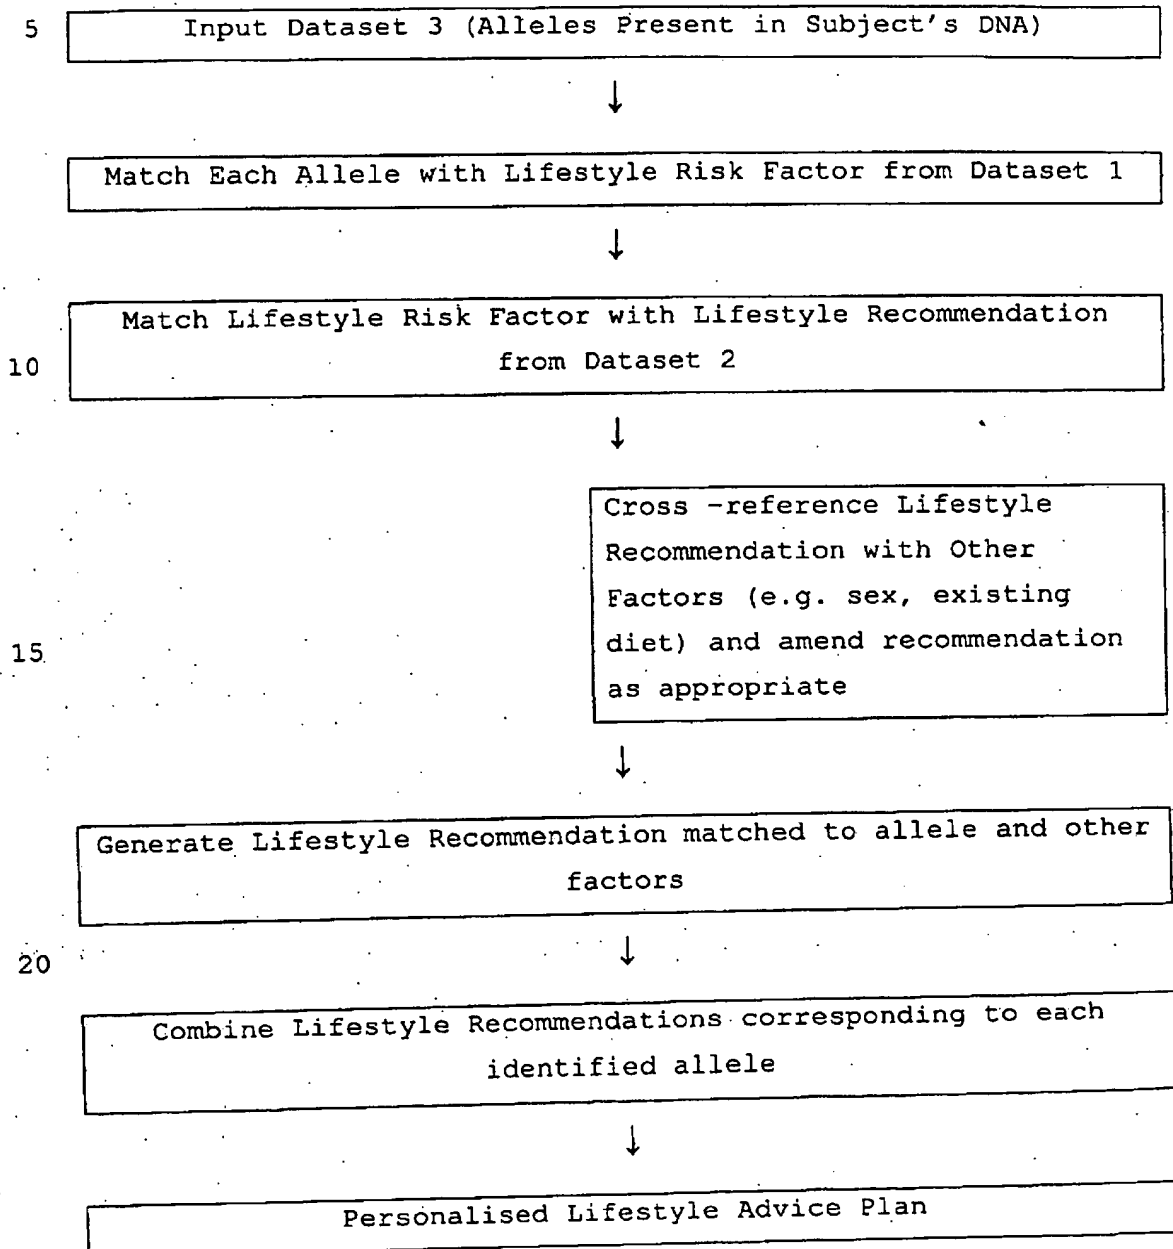 5 Input Dataset 3 (Alleles Present in Subject's DNA)
↓
Match Each Allele with Lifestyle Risk Factor from Dataset 1
↓
Match Lifestyle Risk Factor with Lifestyle Recommendation
10 from Dataset 2
↓
Cross -reference Lifestyle
Recommendation with Other
Factors (e.g. sex, existing
15 diet) and amend recommendation
as appropriate
↓
Generate Lifestyle Recommendation matched to allele and other
factors
↓
20
Combine Lifestyle Recommendations corresponding to each
identified allele
↓
Personalised Lifestyle Advice Plan